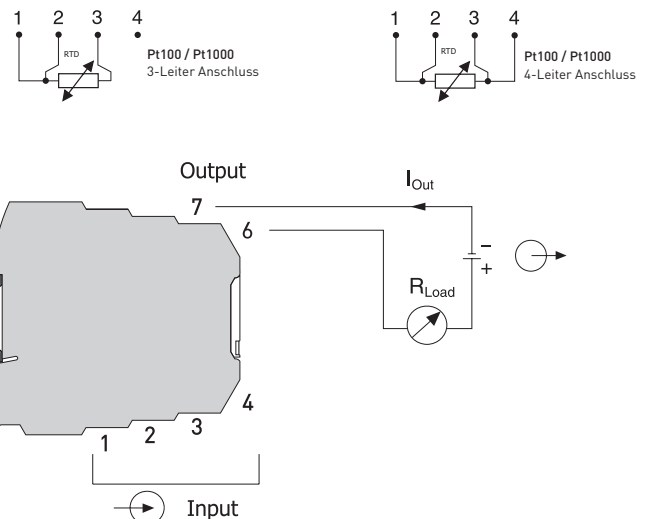 1 2 3 4
RTD
Pt100 / Pt1000
3-Leiter Anschluss
1 2 3 4
RTD
Pt100 / Pt1000
4-Leiter Anschluss
Output
7
6
I Out
− +
R Load
4
3
2
1
Input